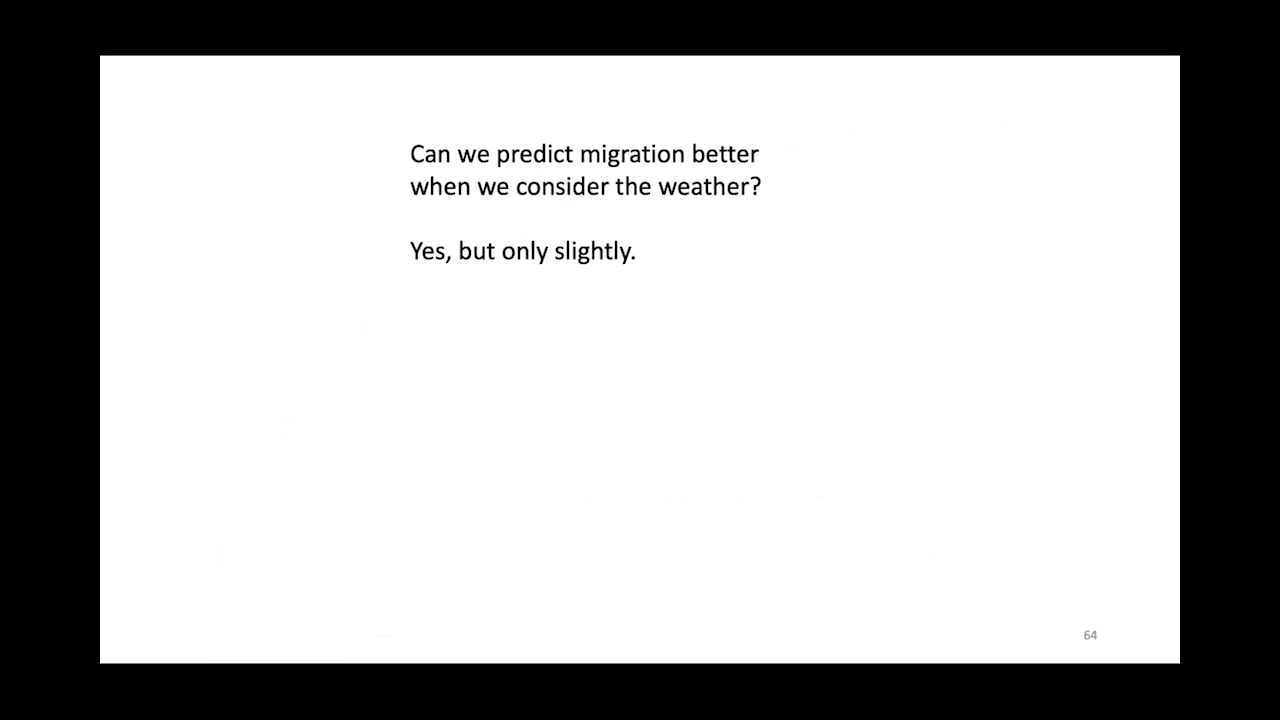 Can we predict migration better
when we consider the weather?
Yes, but only slightly.
64